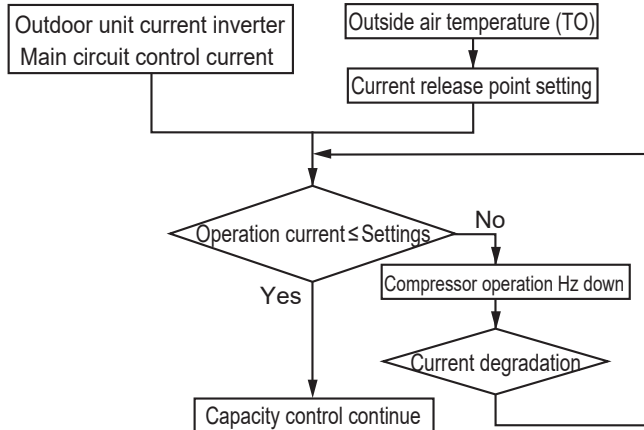 Outdoor unit current inverter
Main circuit control current
Outside air temperature (TO)
Current release point setting
Operation current ≤ Settings
No
Yes
Compressor operation Hz down
Current degradation
Capacity control continue